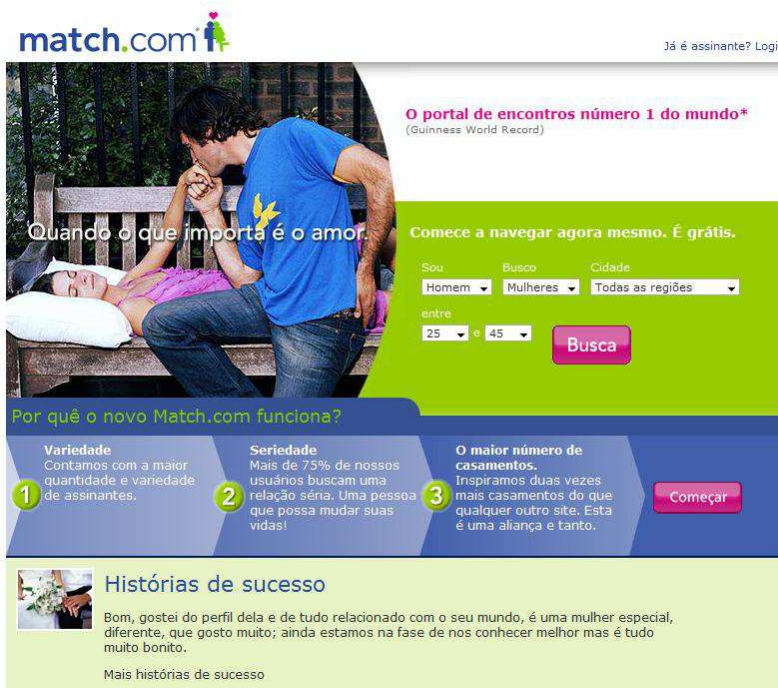 match.com
Já é assinante? Logi
O portal de encontros número 1 do mundo*
(Guinness World Record)
Quando o que importa é o amor.
Comece a navegar agora mesmo. É grátis.
Sou Busco Cidade
Homem Mulheres Todas as regiões
entre
25 e 45
Busca
Por quê o novo Match.com funciona?
1
Variedade
Contamos com a maior
quantidade e variedade
de assinantes.
2
Seriedade
Mais de 75% de nossos
usuários buscam uma
relação séria. Uma pessoa
que possa mudar suas
vidas!
3
O maior número de
casamentos.
Inspiramos duas vezes
mais casamentos do que
qualquer outro site. Esta
é uma aliança e tanto.
Começar
Histórias de sucesso
Bom, gostei do perfil dela e de tudo relacionado com o seu mundo, é uma mulher especial,
diferente, que gosto muito; ainda estamos na fase de nos conhecer melhor mas é tudo
muito bonito.
Mais histórias de sucesso